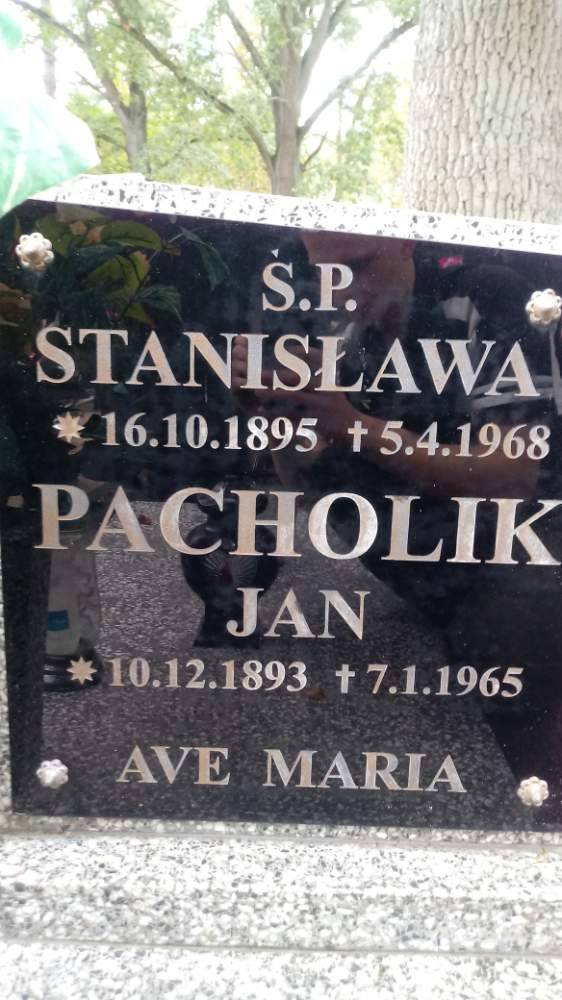 Ś.P.
STANISŁAWA
16.10.1895 † 5.4.1968
PACHOLIK
JAN
10.12.1893 † 7.1.1965
AVE MARIA